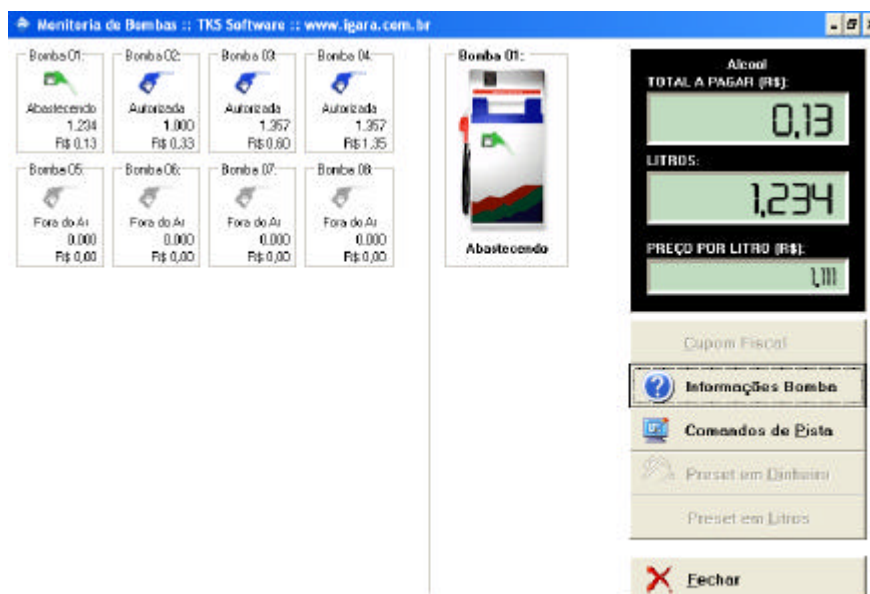 Monitoria de Bombas :: TKS Software :: www.igara.com.br
Bomba 01:
Abastecendo
1.234
R$ 0,13
Bomba 02:
Autorizada
1.000
R$ 0,33
Bomba 03:
Autorizada
1.357
R$ 0,60
Bomba 04:
Autorizada
1.357
R$ 1,35
Bomba 05:
Fora do Ar
0.000
R$ 0,00
Bomba 06:
Fora do Ar
0.000
R$ 0,00
Bomba 07:
Fora do Ar
0.000
R$ 0,00
Bomba 08:
Fora do Ar
0.000
R$ 0,00
Bomba 01:
Abastecendo
Alcool
TOTAL A PAGAR (R$):
0,13
LITROS:
1,234
PREÇO POR LITRO (R$):
1,111
Cupom Fiscal
Informações Bomba
Comandos de Pista
Preset em Dinheiro
Preset em Litros
Fechar